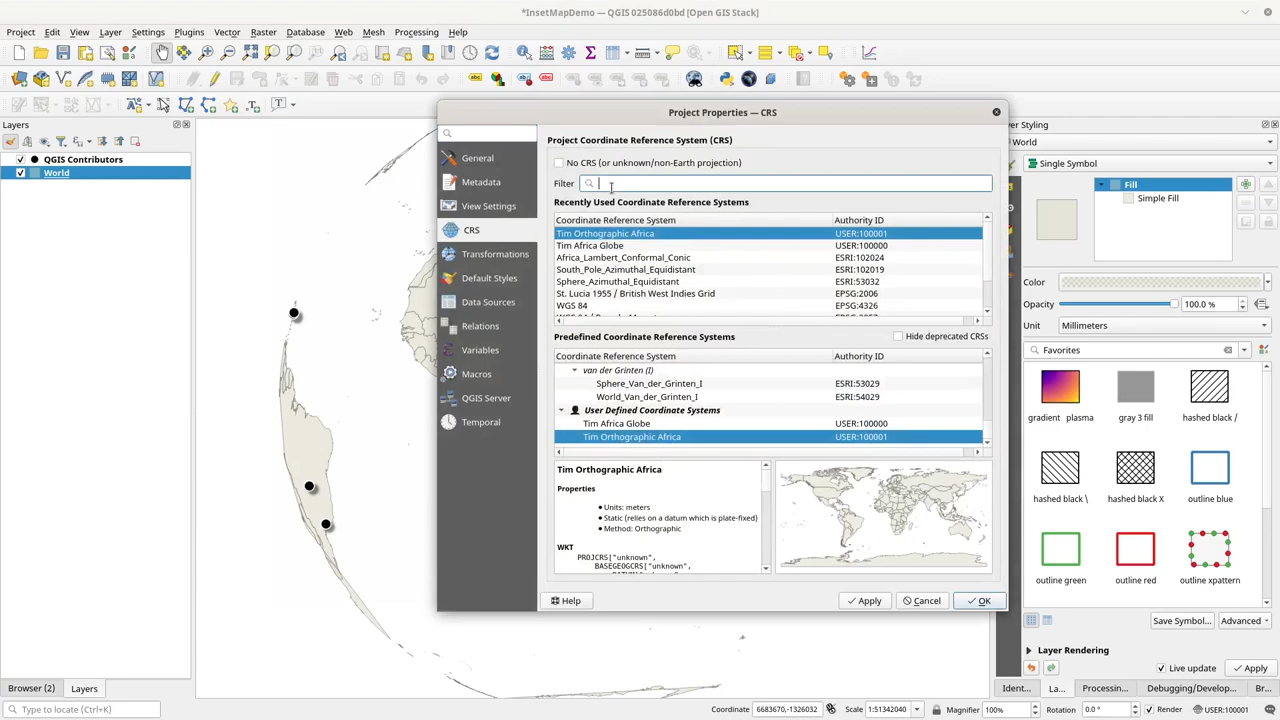 *InsetMapDemo — QGIS 025086d0bd [Open GIS Stack]
Project Edit View Layer Settings Plugins Vector Raster Database Web Mesh Processing Help
Layers
QGIS Contributors
World
Browser (2) Layers
Type to locate (Ctrl+K)
Project Properties — CRS
General
Metadata
View Settings
CRS
Transformations
Default Styles
Data Sources
Relations
Variables
Macros
QGIS Server
Temporal
Project Coordinate Reference System (CRS)
No CRS (or unknown/non-Earth projection)
Filter
Recently Used Coordinate Reference Systems
Coordinate Reference System Authority ID
Tim Orthographic Africa USER:100001
Tim Africa Globe USER:100000
Africa_Lambert_Conformal_Conic ESRI:102024
South_Pole_Azimuthal_Equidistant ESRI:102019
Sphere_Azimuthal_Equidistant ESRI:53032
St. Lucia 1955 / British West Indies Grid EPSG:2006
WGS 84 EPSG:4326
Predefined Coordinate Reference Systems Hide deprecated CRSs
Coordinate Reference System Authority ID
van der Grinten (I)
Sphere_Van_der_Grinten_I ESRI:53029
World_Van_der_Grinten_I ESRI:54029
User Defined Coordinate Systems
Tim Africa Globe USER:100000
Tim Orthographic Africa USER:100001
Tim Orthographic Africa
Properties
• Units: meters
• Static (relies on a datum which is plate-fixed)
• Method: Orthographic
WKT
PROJCRS["unknown",
BASEGEOGCRS["unknown",
Help Apply Cancel OK
er Styling
World
Single Symbol
Fill
Simple Fill
Color
Opacity 100.0 %
Unit Millimeters
Favorites
gradient plasma gray 3 fill hashed black /
hashed black \ hashed black X outline blue
outline green outline red outline xpattern
Save Symbol... Advanced
Layer Rendering
Live update Apply
Ident... La... Processin... Debugging/Develop... Br...
Coordinate 6683670,-1326032 Scale 1:51342040 Magnifier 100% Rotation 0.0 ° Render USER:100001